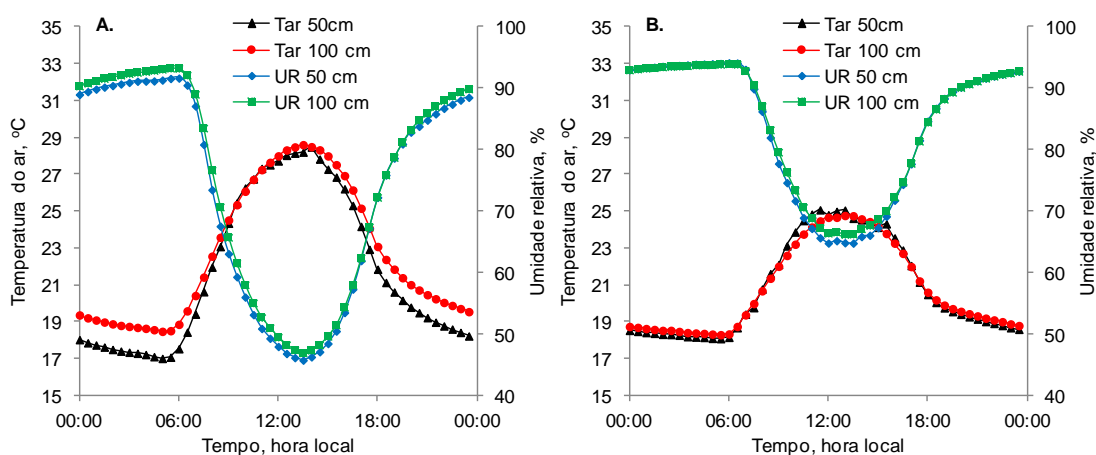 A.
Tar 50cm
Tar 100 cm
UR 50 cm
UR 100 cm
Temperatura do ar, ºC
35
33
31
29
27
25
23
21
19
17
15
100
90
80
70
60
50
40
Umidade relativa, %
00:00 06:00 12:00 18:00 00:00
Tempo, hora local
B.
Tar 50cm
Tar 100 cm
UR 50 cm
UR 100 cm
Temperatura do ar, ºC
35
33
31
29
27
25
23
21
19
17
15
100
90
80
70
60
50
40
Umidade relativa, %
00:00 06:00 12:00 18:00 00:00
Tempo, hora local